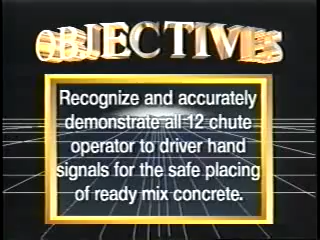 OBJECTIVES
Recognize and accurately
demonstrate all 12 chute
operator to driver hand
signals for the safe placing
of ready mix concrete.